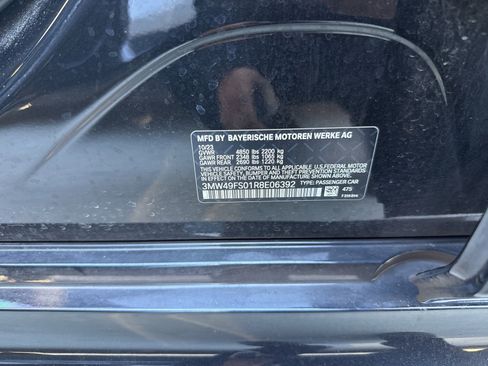 MFD BY BAYERISCHE MOTOREN WERKE AG
10/23
GVWR 4850 lbs 2200 kg
GAWR FRONT 2348 lbs 1065 kg
GAWR REAR 2690 lbs 1220 kg
THIS VEHICLE CONFORMS TO ALL APPLICABLE U.S. FEDERAL MOTOR
VEHICLE SAFETY, BUMPER, AND THEFT PREVENTION STANDARDS
IN EFFECT ON THE DATE OF MANUFACTURE SHOWN ABOVE.
3MW49FS01R8E06392 TYPE: PASSENGER CAR
475